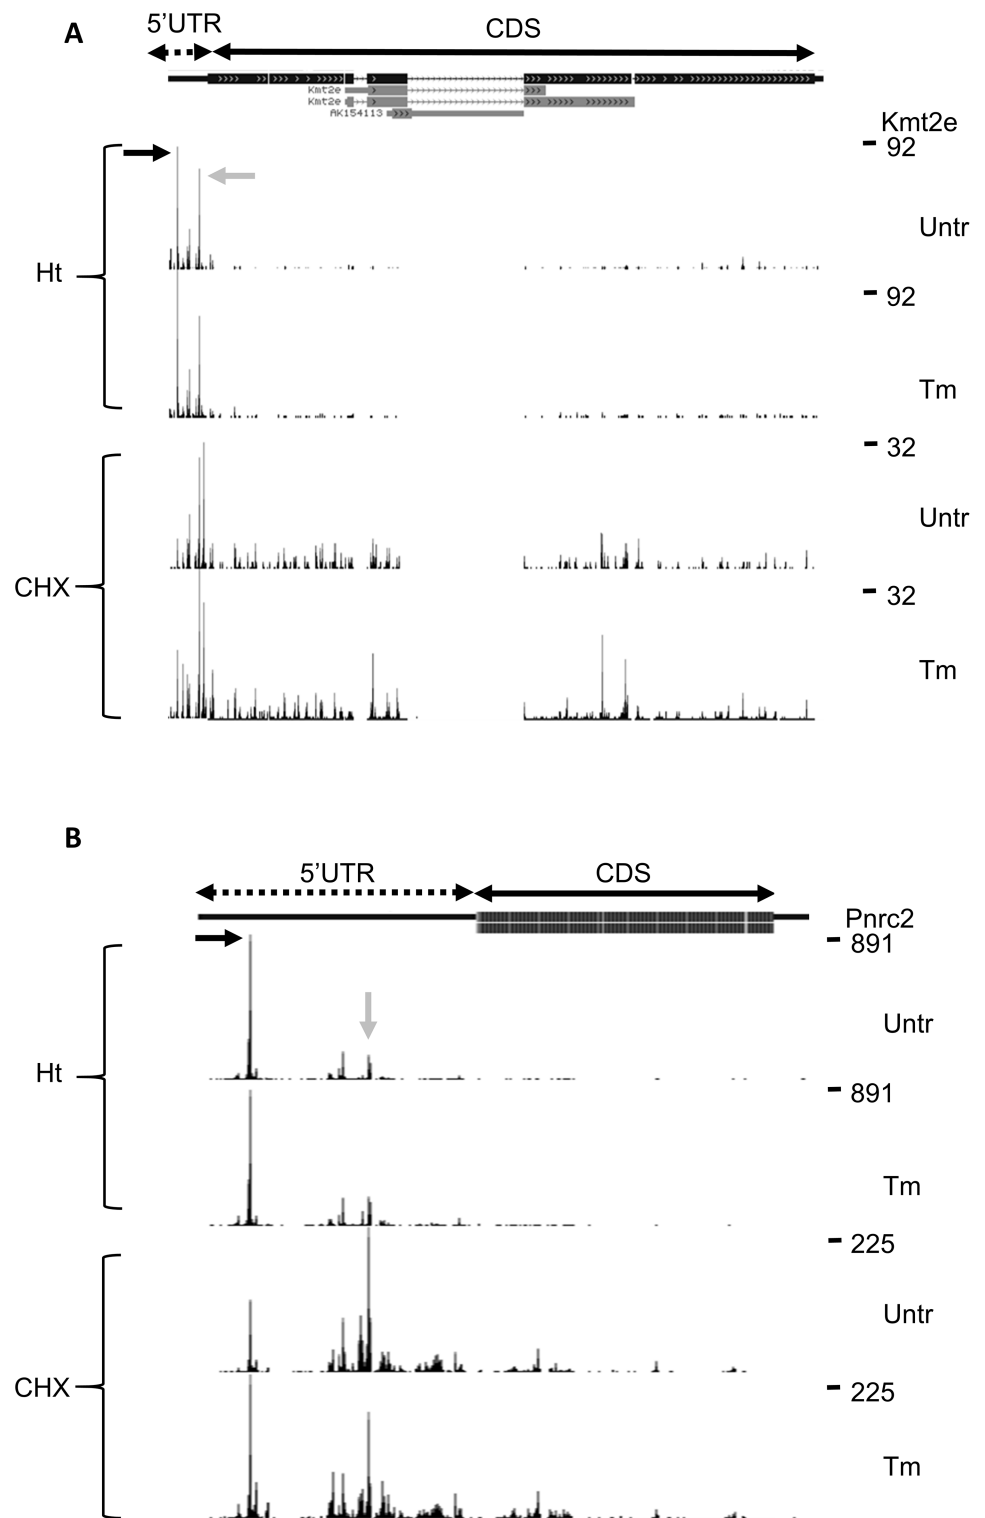 A
5'UTR
CDS
Kmt2e
Kmt2e
AK154113
Kmt2e
92
Untr
Ht
92
Tm
32
Untr
CHX
32
Tm
B
5'UTR
CDS
Pnrc2
891
Untr
Ht
891
Tm
225
Untr
CHX
225
Tm